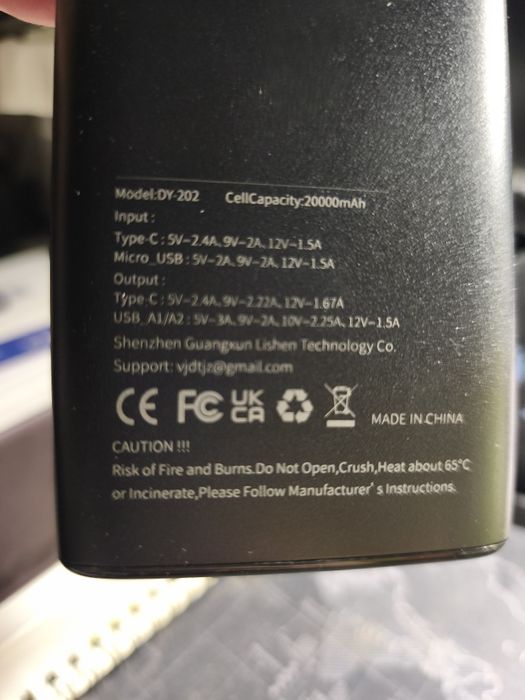 Model:DY-202 CellCapacity:20000mAh
Input :
Type-C : 5V-2.4A、9V-2A、12V-1.5A
Micro_USB : 5V-2A、9V-2A、12V-1.5A
Output :
Type-C : 5V-2.4A、9V-2.22A、12V-1.67A
USB_A1/A2 : 5V-3A、9V-2A、10V-2.25A、12V-1.5A
Shenzhen Guangxun Lishen Technology Co.
Support: vjdtjz@gmail.com
CE FC UK CA MADE IN CHINA
CAUTION !!!
Risk of Fire and Burns.Do Not Open,Crush,Heat about 65°C
or Incinerate,Please Follow Manufacturer's Instructions.